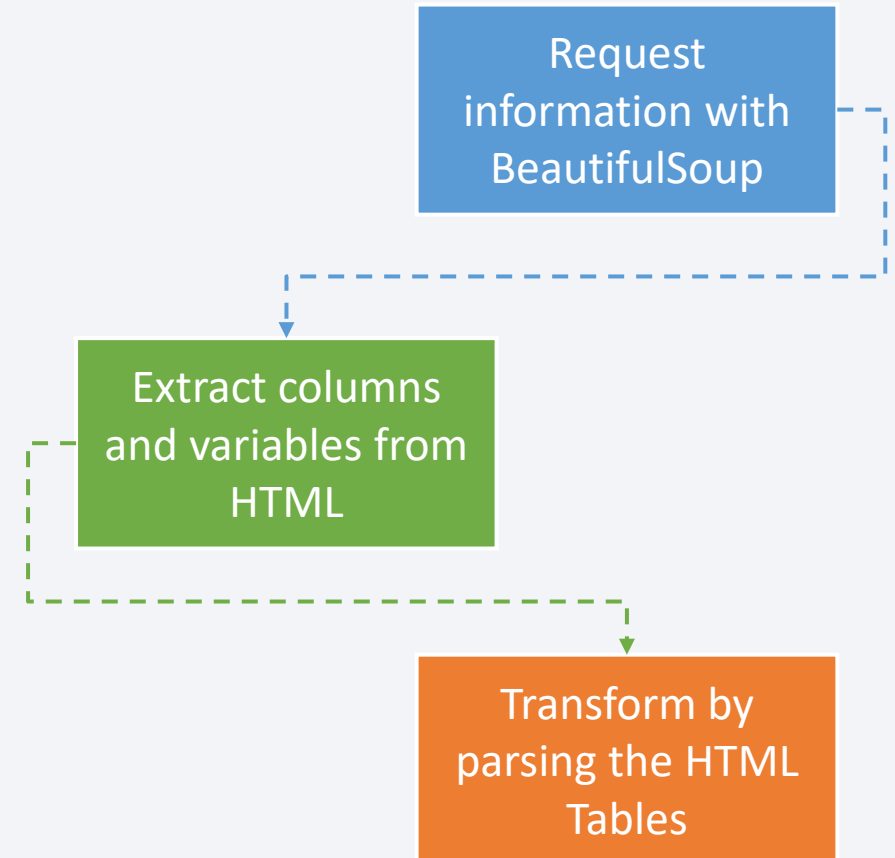 Request
information with
BeautifulSoup
Extract columns
and variables from
HTML
Transform by
parsing the HTML
Tables